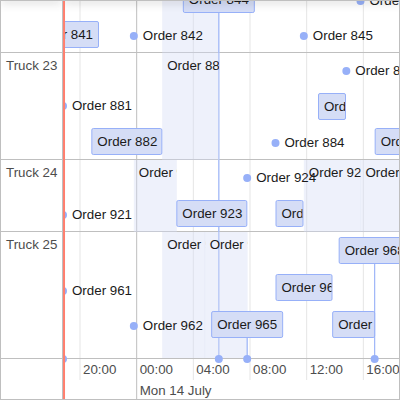 Order 844
r 841
Order 842
Order 845
Truck 23
Order 88
Order 8
Order 881
Ord
Order 882
Order 884
Ord
Truck 24
Order
Order 924
Order 92
Order
Order 921
Order 923
Ord
Truck 25
Order
Order
Order 968
Order 961
Order 96
Order 962
Order 965
Order
20:00
00:00
04:00
08:00
12:00
16:00
Mon 14 July